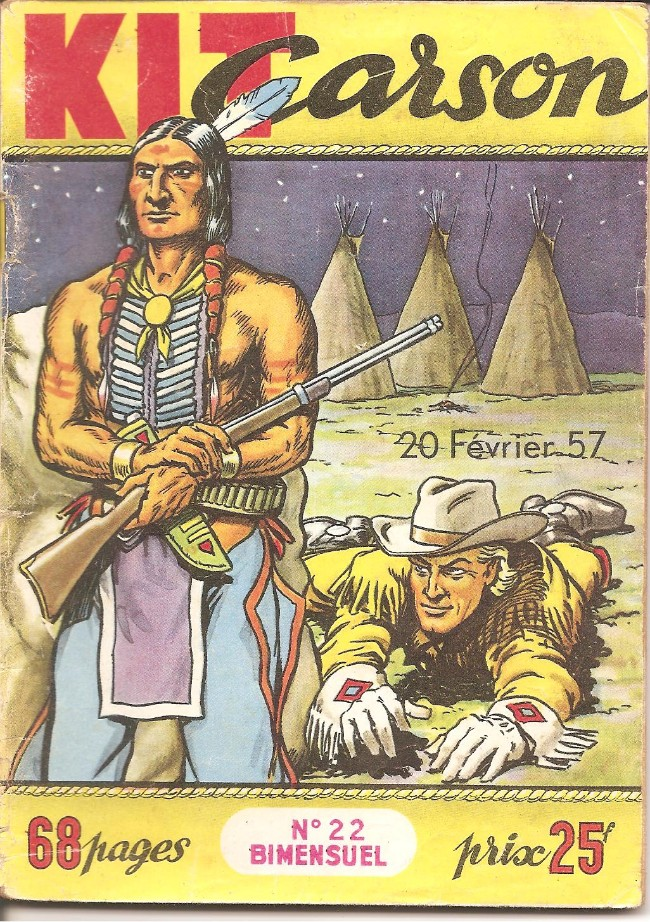 KIT Carson
20 Février 57
68 pages
N° 22
BIMENSUEL
prix 25f